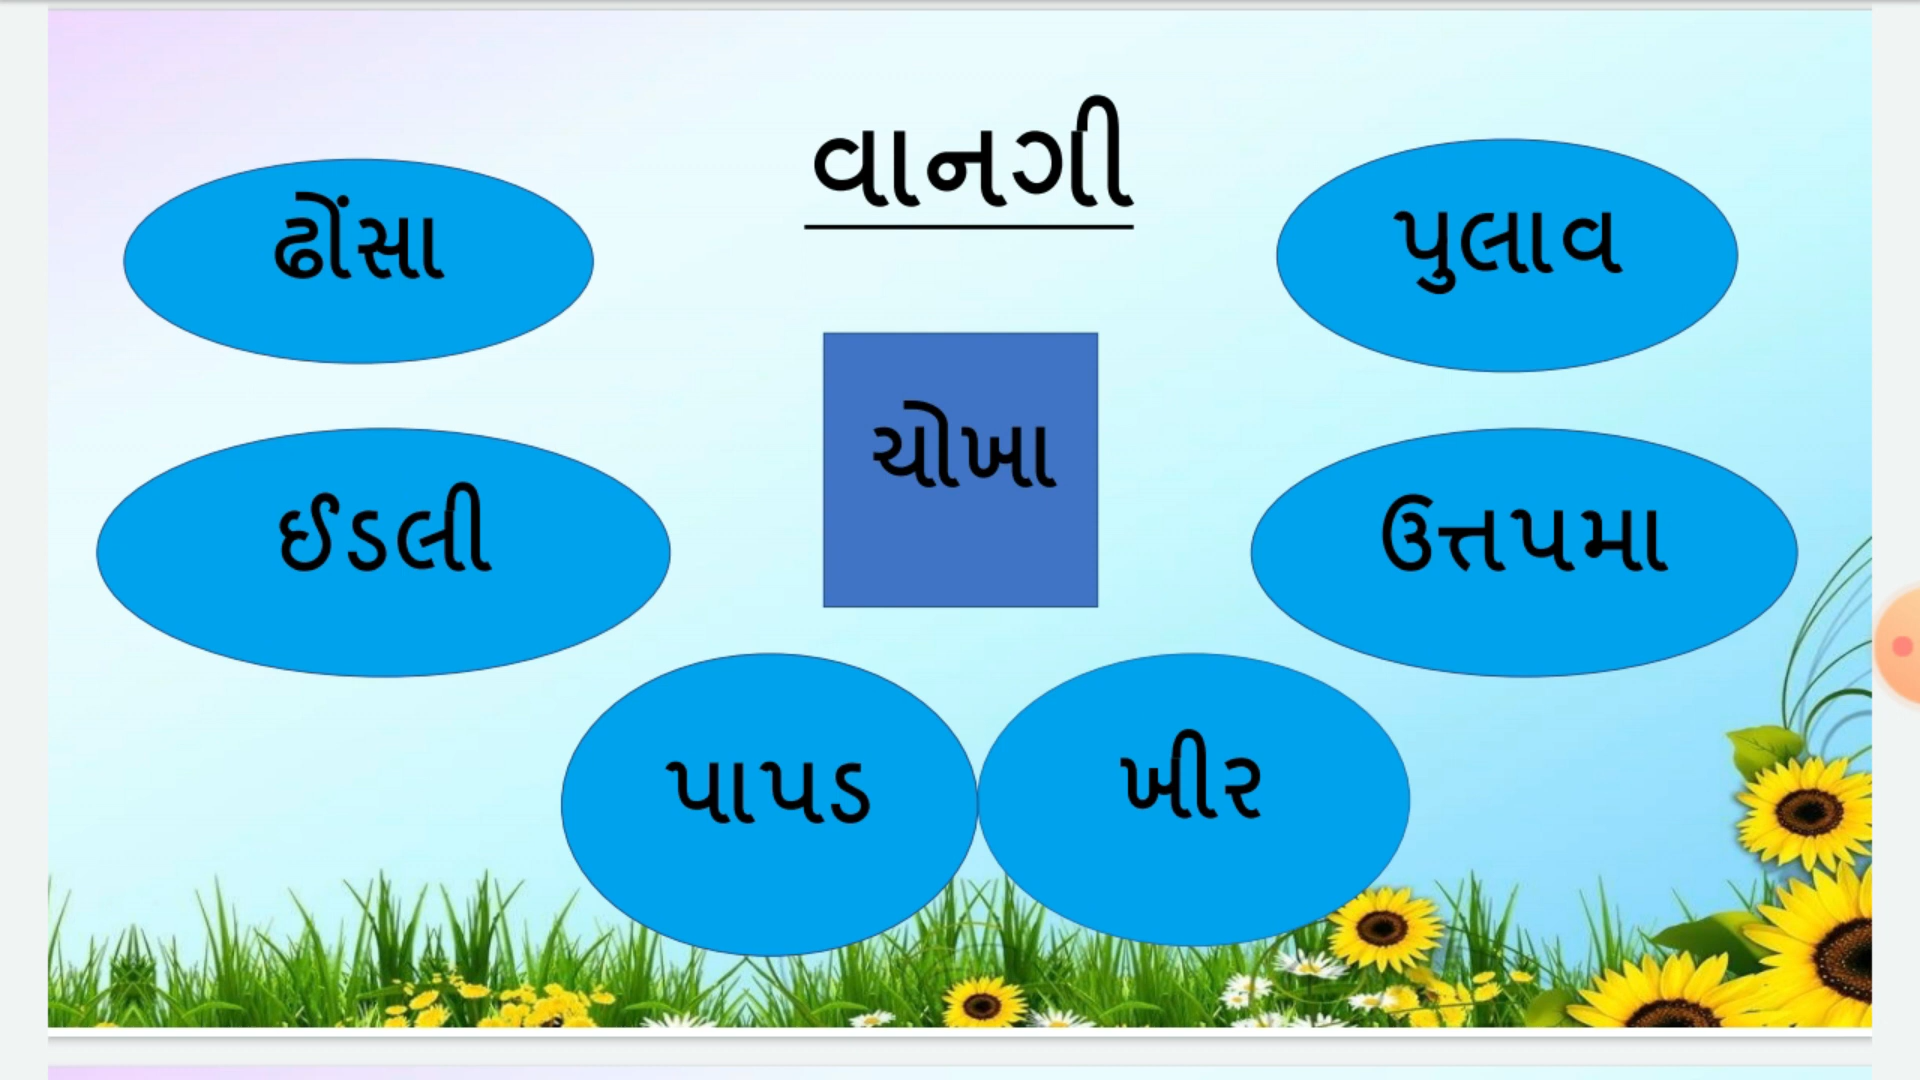 વાનગી
ઢોંસા
પુલાવ
ચોખા
ઈડલી
ઉત્તપમા
પાપડ
ખીર